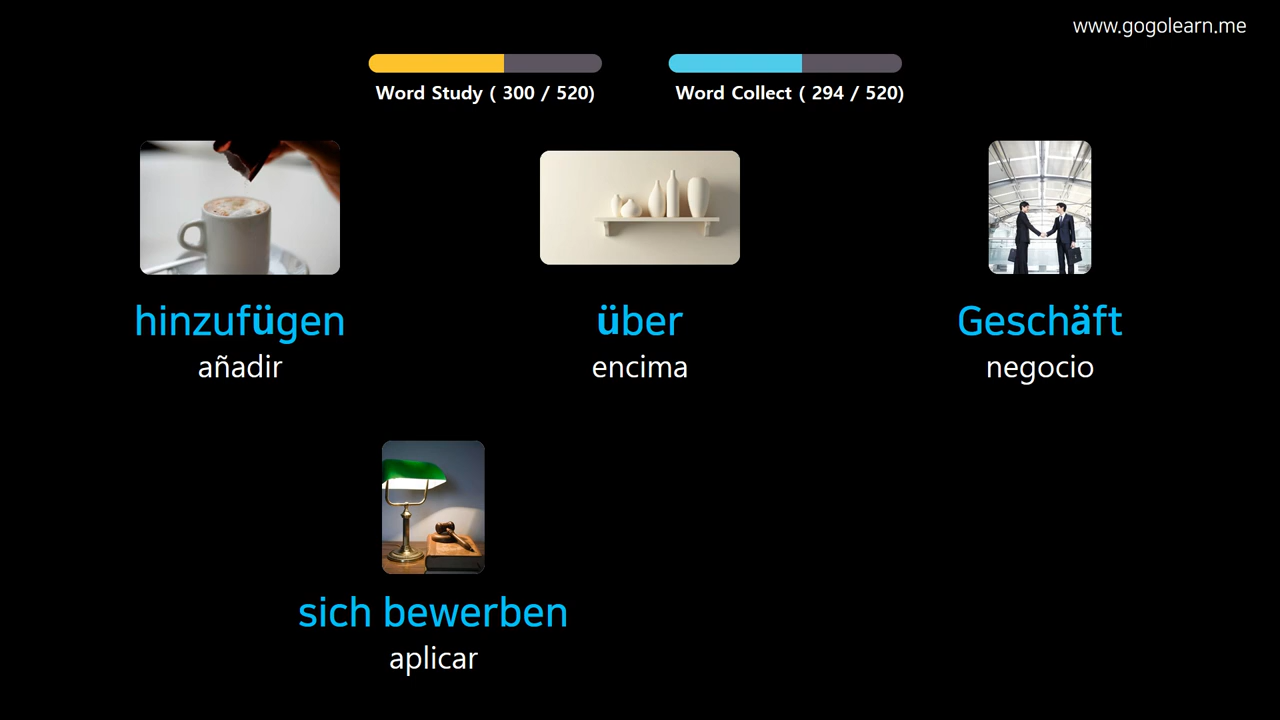 www.gogolearn.me
Word Study ( 300 / 520)
Word Collect ( 294 / 520)
hinzufügen
añadir
über
encima
Geschäft
negocio
sich bewerben
aplicar